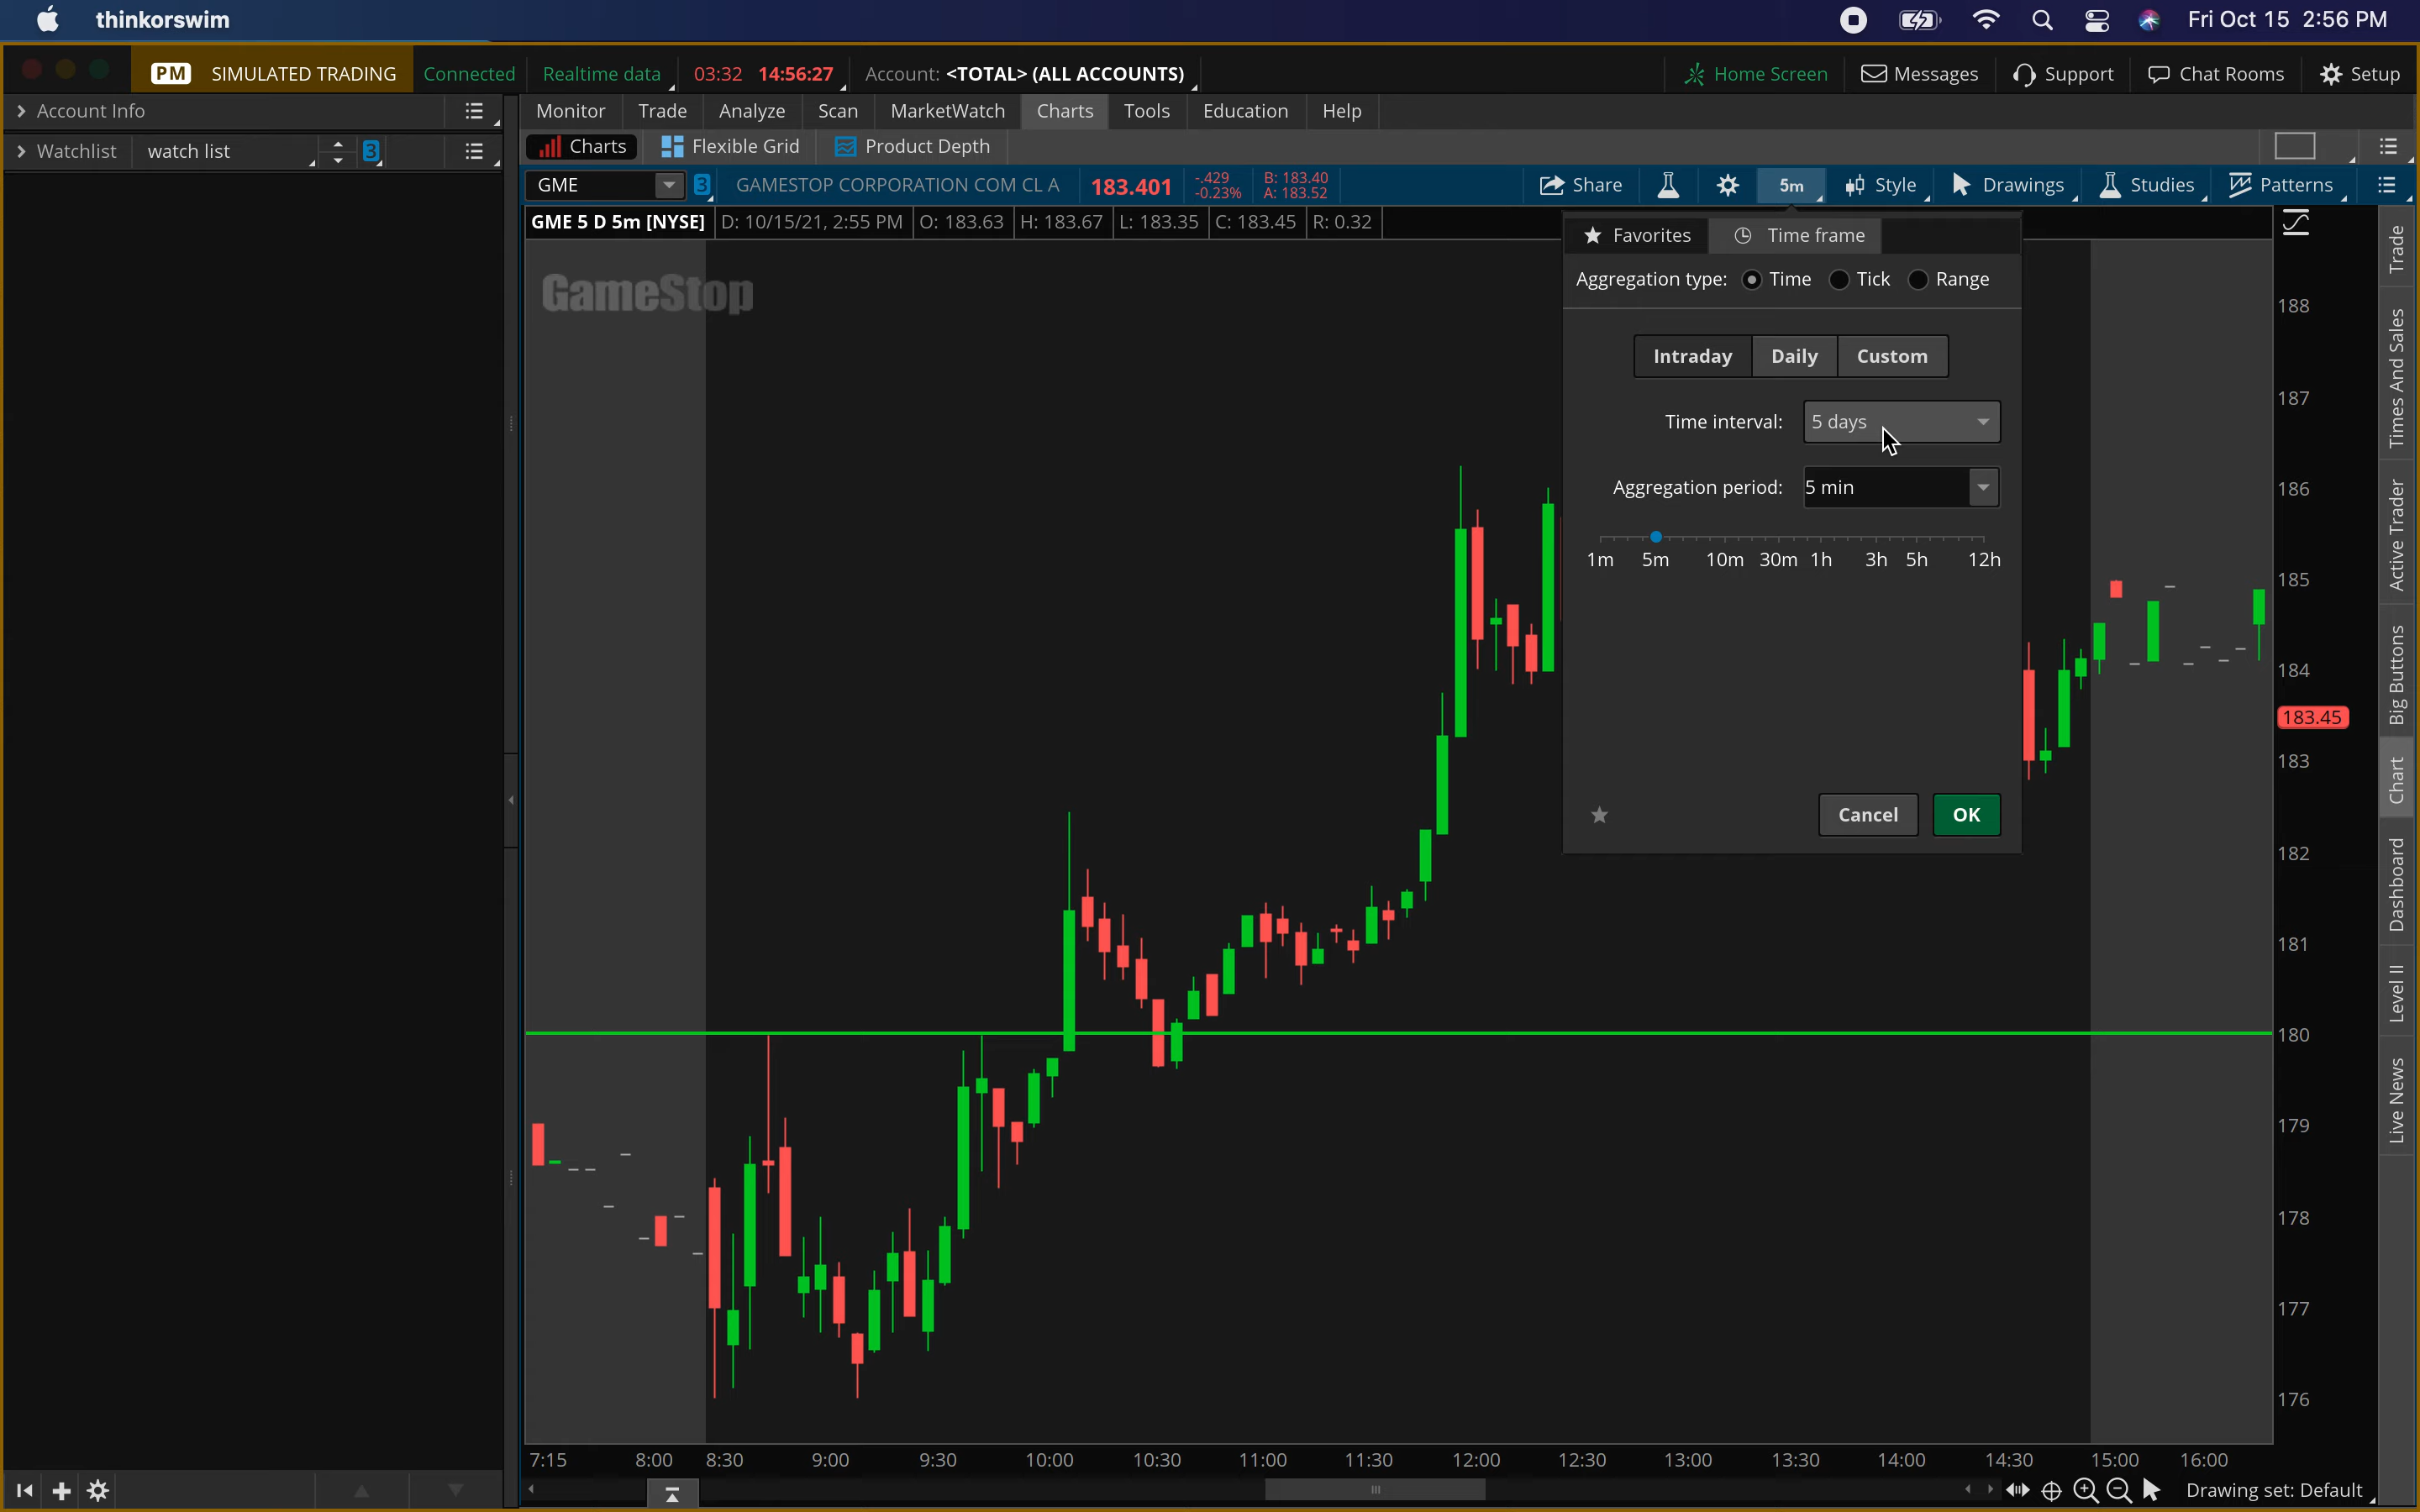 thinkorswim Fri Oct 15 2:56 PM
PM SIMULATED TRADING Connected Realtime data 03:32 14:56:27 Account: <TOTAL> (ALL ACCOUNTS) Home Screen Messages Support Chat Rooms Setup
Account Info Monitor Trade Analyze Scan MarketWatch Charts Tools Education Help
Watchlist watch list 3 Charts Flexible Grid Product Depth
GME 3 GAMESTOP CORPORATION COM CL A 183.401 -.429 -0.23% B: 183.40 A: 183.52 Share 5m Style Drawings Studies Patterns
GME 5 D 5m [NYSE] D: 10/15/21, 2:55 PM O: 183.63 H: 183.67 L: 183.35 C: 183.45 R: 0.32
GameStop
Favorites Time frame
Aggregation type: Time Tick Range
Intraday Daily Custom
Time interval: 5 days
Aggregation period: 5 min
1m 5m 10m 30m 1h 3h 5h 12h
Cancel OK
188
187
186
185
184
183.45
183
182
181
180
179
178
177
176
Trade
Times And Sales
Active Trader
Big Buttons
Chart
Dashboard
Level II
Live News
7:15 8:00 8:30 9:00 9:30 10:00 10:30 11:00 11:30 12:00 12:30 13:00 13:30 14:00 14:30 15:00 16:00
Drawing set: Default